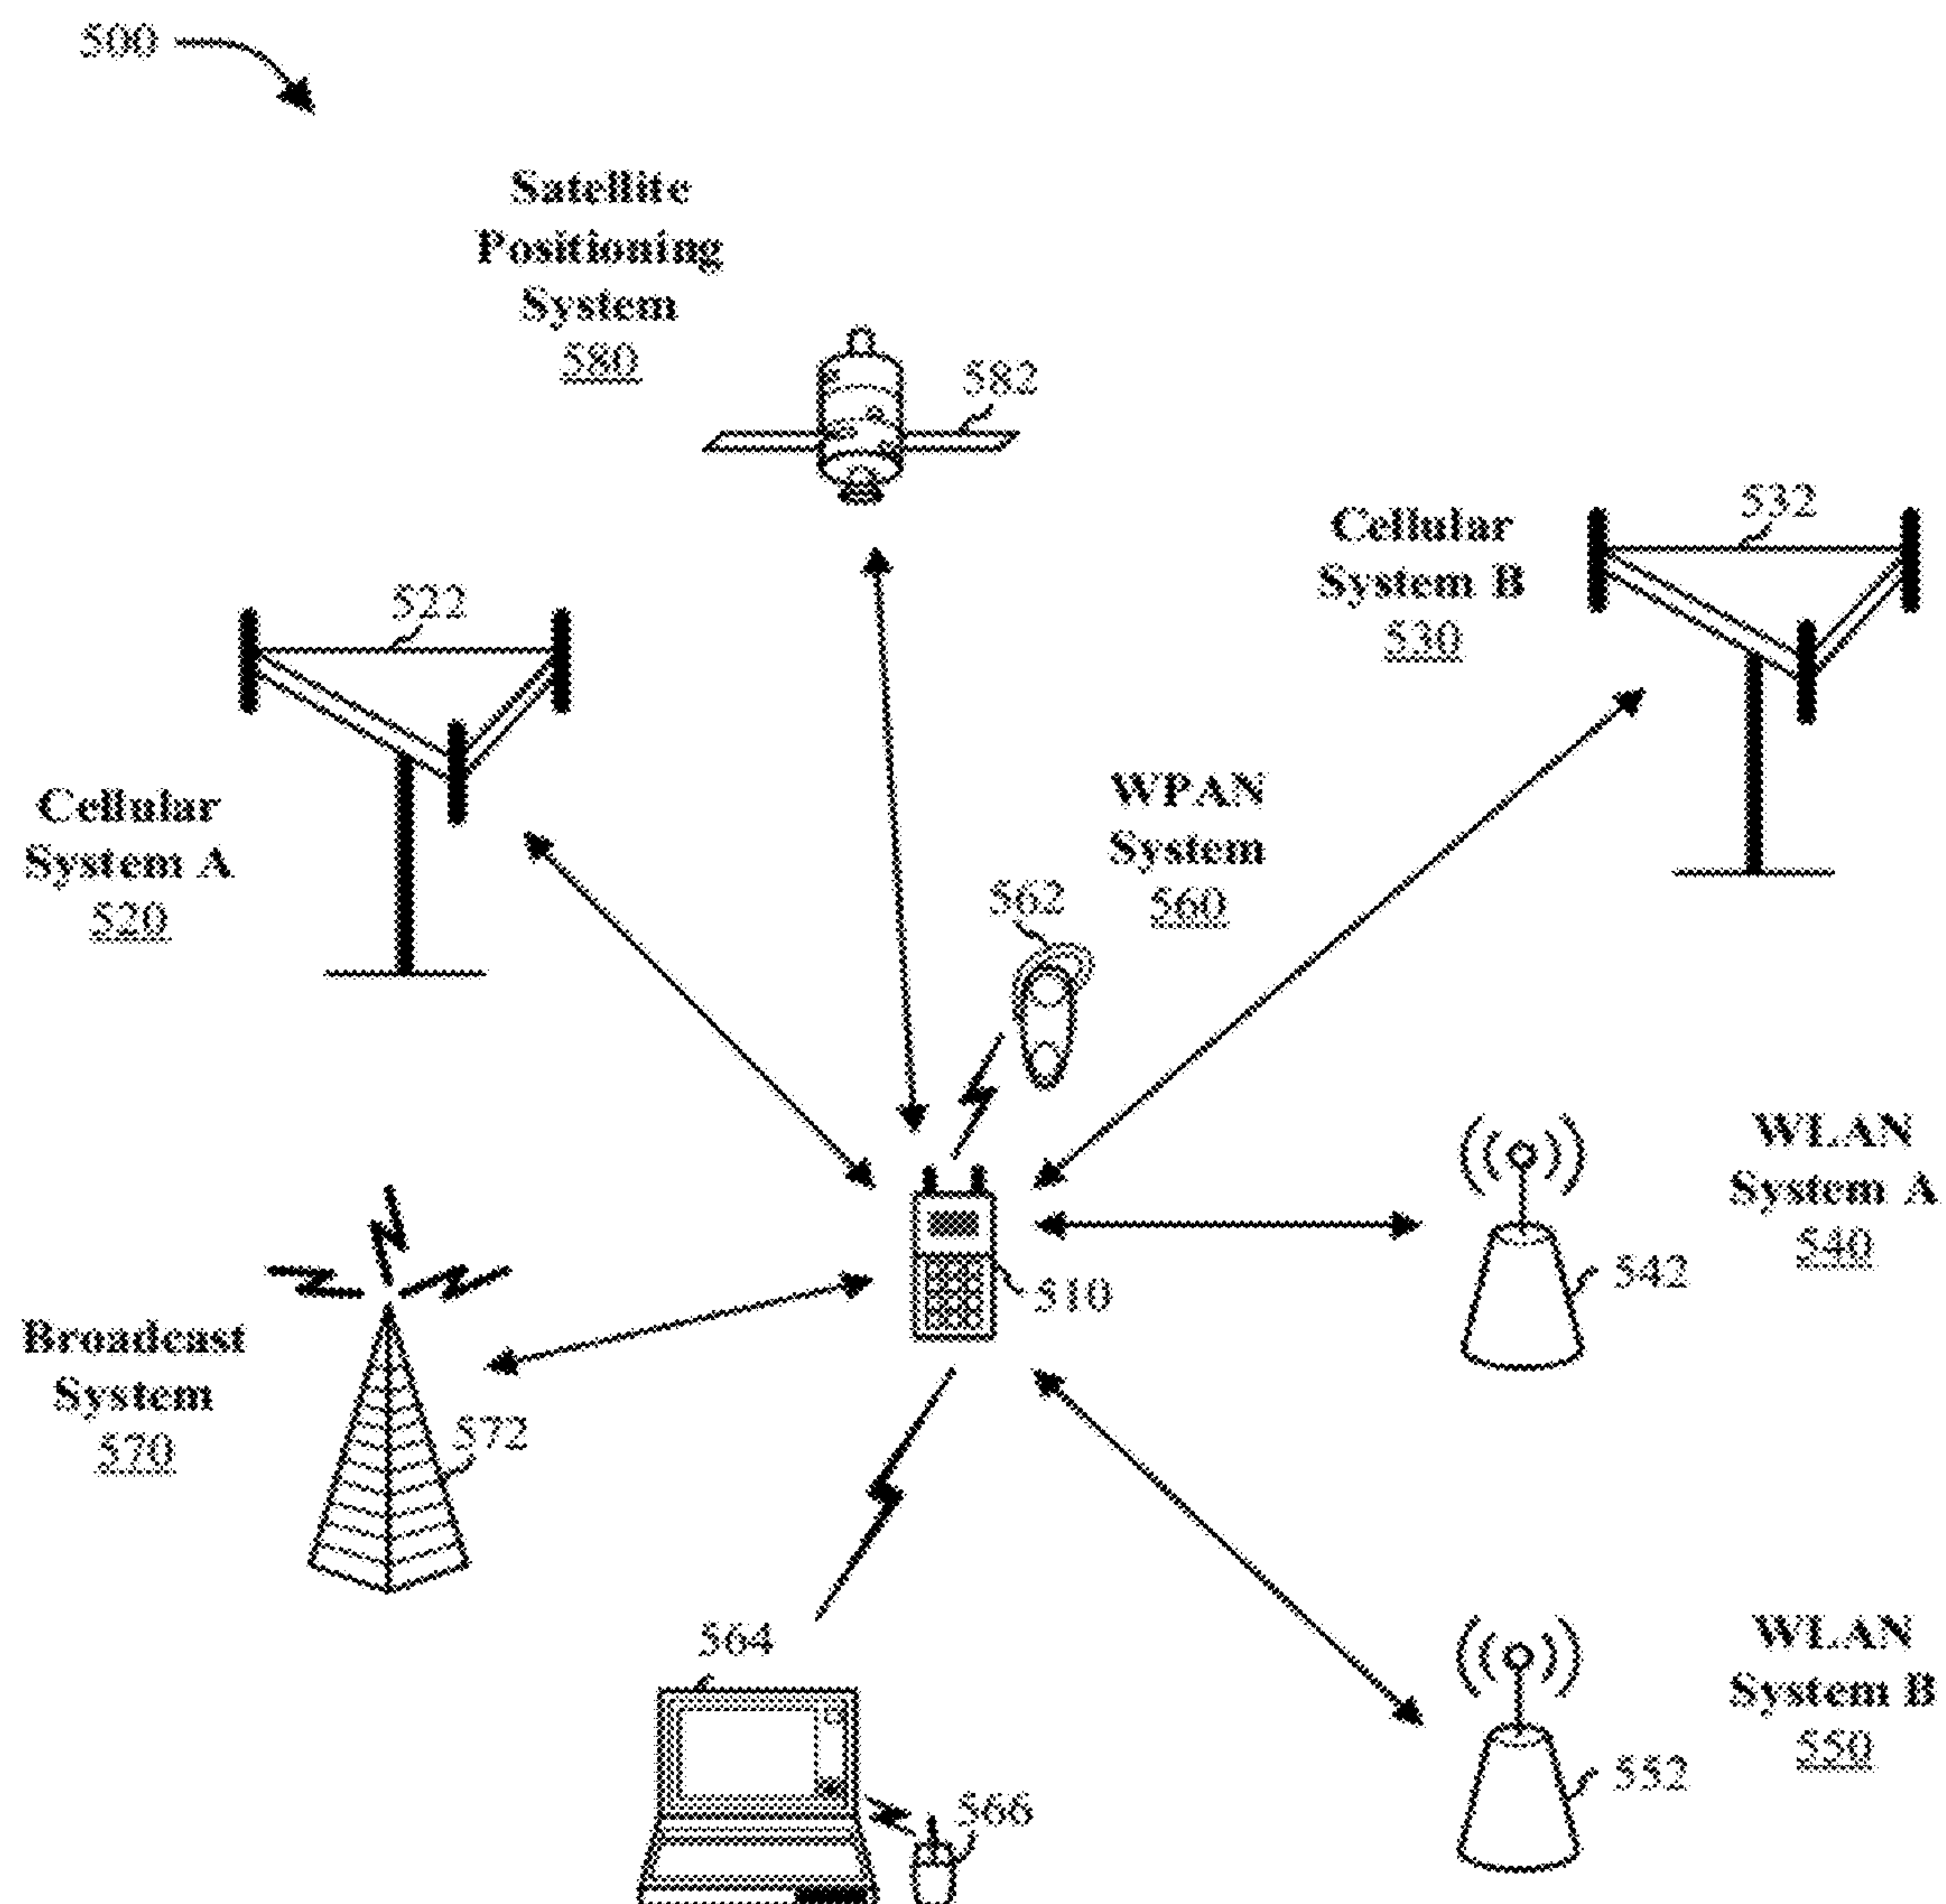 500
Satellite
Positioning
System
580
582
Cellular
System B
530
532
522
Cellular
System A
520
WPAN
System
560
562
WLAN
System A
540
542
510
Broadcast
System
570
572
564
566
WLAN
System B
550
552